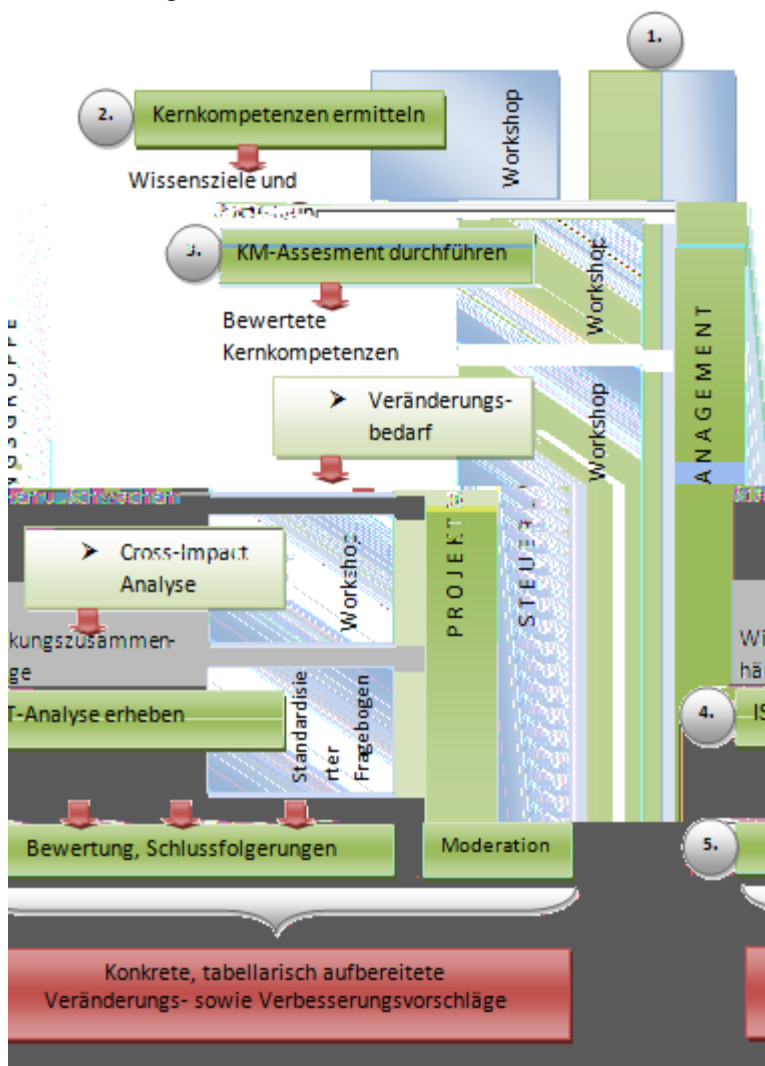 1.
2.
Kernkompetenzen ermitteln
Workshop
Wissensziele und
3.
KM-Assesment durchführen
Workshop
Bewertete
Kernkompetenzen
Veränderungs-
bedarf
Workshop
ANAGEMENT
Cross-Impact
Analyse
Workshop
PROJEKT
STEUER
kungszusammen-
ge
Wi
hä
T-Analyse erheben
Standardisie
rter
Fragebogen
4.
IS
Bewertung, Schlussfolgerungen
Moderation
5.
Konkrete, tabellarisch aufbereitete
Veränderungs- sowie Verbesserungsvorschläge